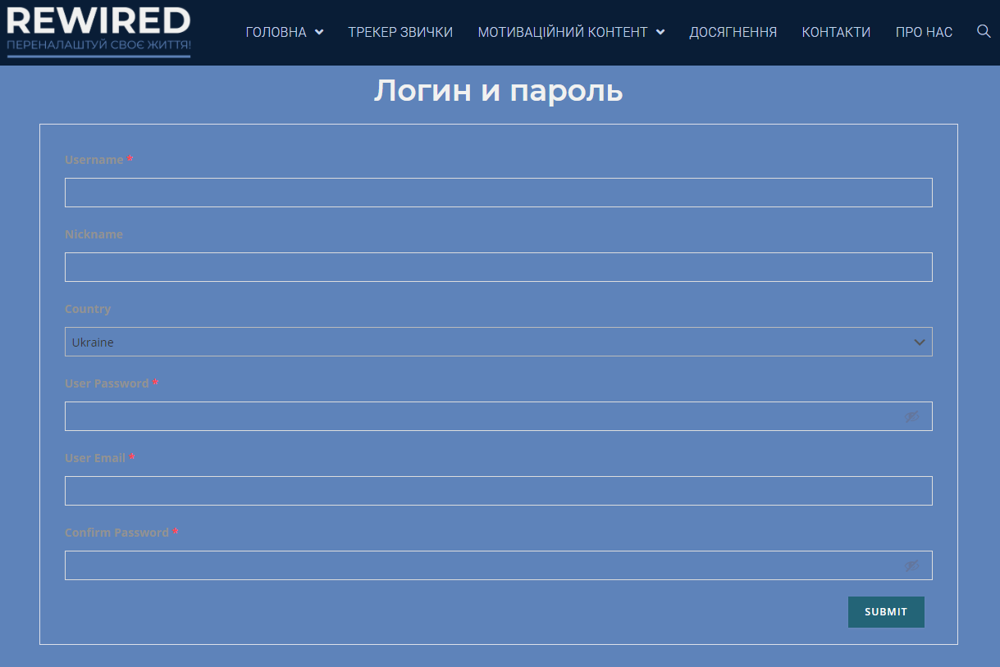 REWIRED
ПЕРЕНАЛАШТУЙ СВОЄ ЖИТТЯ!
ГОЛОВНА ТРЕКЕР ЗВИЧКИ МОТИВАЦІЙНИЙ КОНТЕНТ ДОСЯГНЕННЯ КОНТАКТИ ПРО НАС
Логин и пароль
Username *
Nickname
Country
Ukraine
User Password *
User Email *
Confirm Password *
SUBMIT